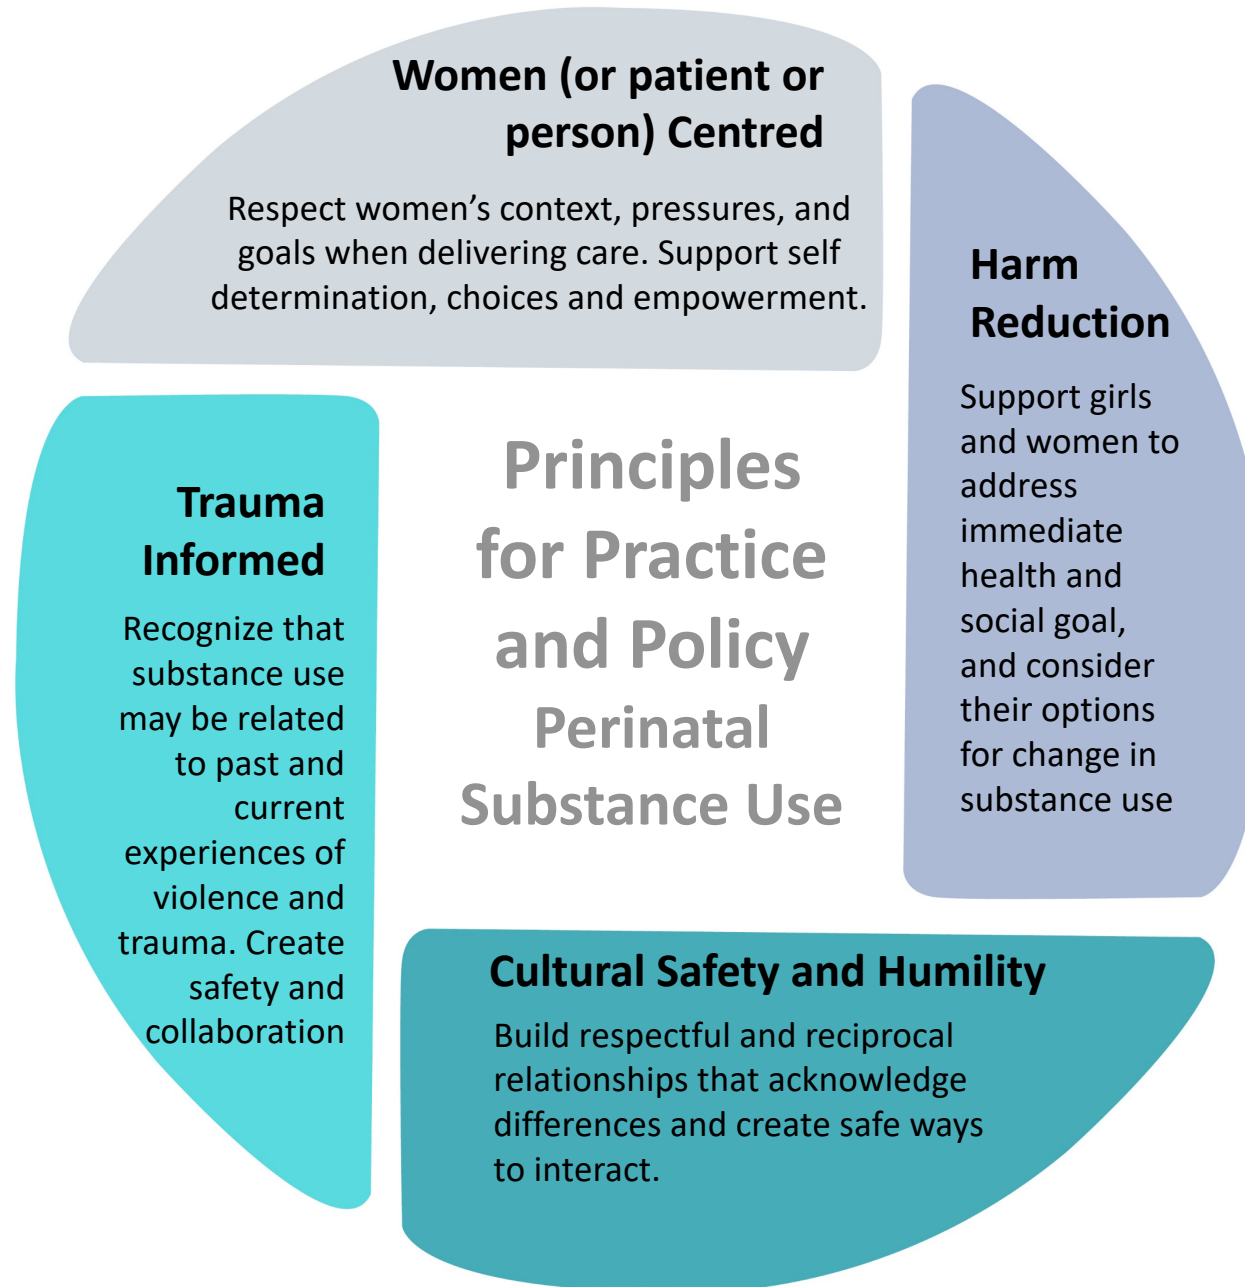 Women (or patient or
person) Centred
Respect women’s context, pressures, and
goals when delivering care. Support self
determination, choices and empowerment.
Harm
Reduction
Support girls
and women to
address
immediate
health and
social goal,
and consider
their options
for change in
substance use
Principles
for Practice
and Policy
Perinatal
Substance Use
Trauma
Informed
Recognize that
substance use
may be related
to past and
current
experiences of
violence and
trauma. Create
safety and
collaboration
Cultural Safety and Humility
Build respectful and reciprocal
relationships that acknowledge
differences and create safe ways
to interact.